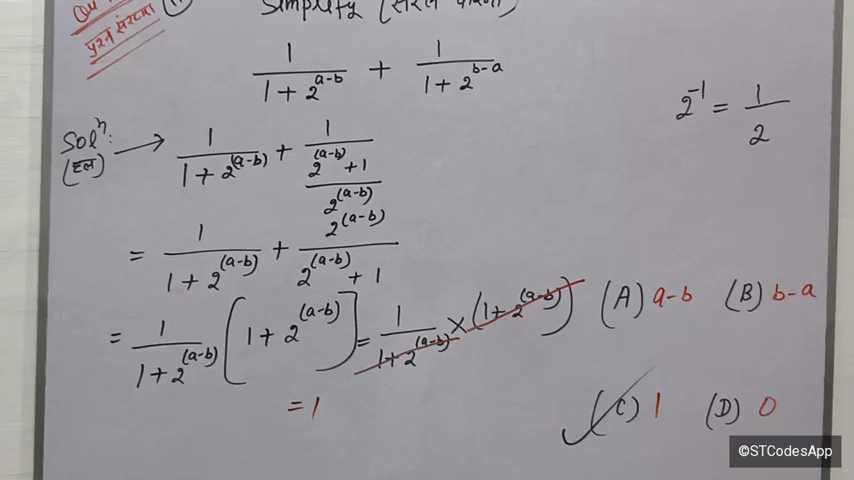 प्रश्न संख्या
Simplify (सरल
1/(1+2^(a-b)) + 1/(1+2^(b-a))
2^-1 = 1/2
Solⁿ: (हल) → 1/(1+2^(a-b)) + 1/((2^(a-b)+1)/2^(a-b))
= 1/(1+2^(a-b)) + 2^(a-b)/(2^(a-b)+1)
= 1/(1+2^(a-b)) (1+2^(a-b)) = 1/(1+2^(a-b)) × (1+2^(a-b))
= 1
(A) a-b (B) b-a
(C) 1 (D) 0
©STCodesApp